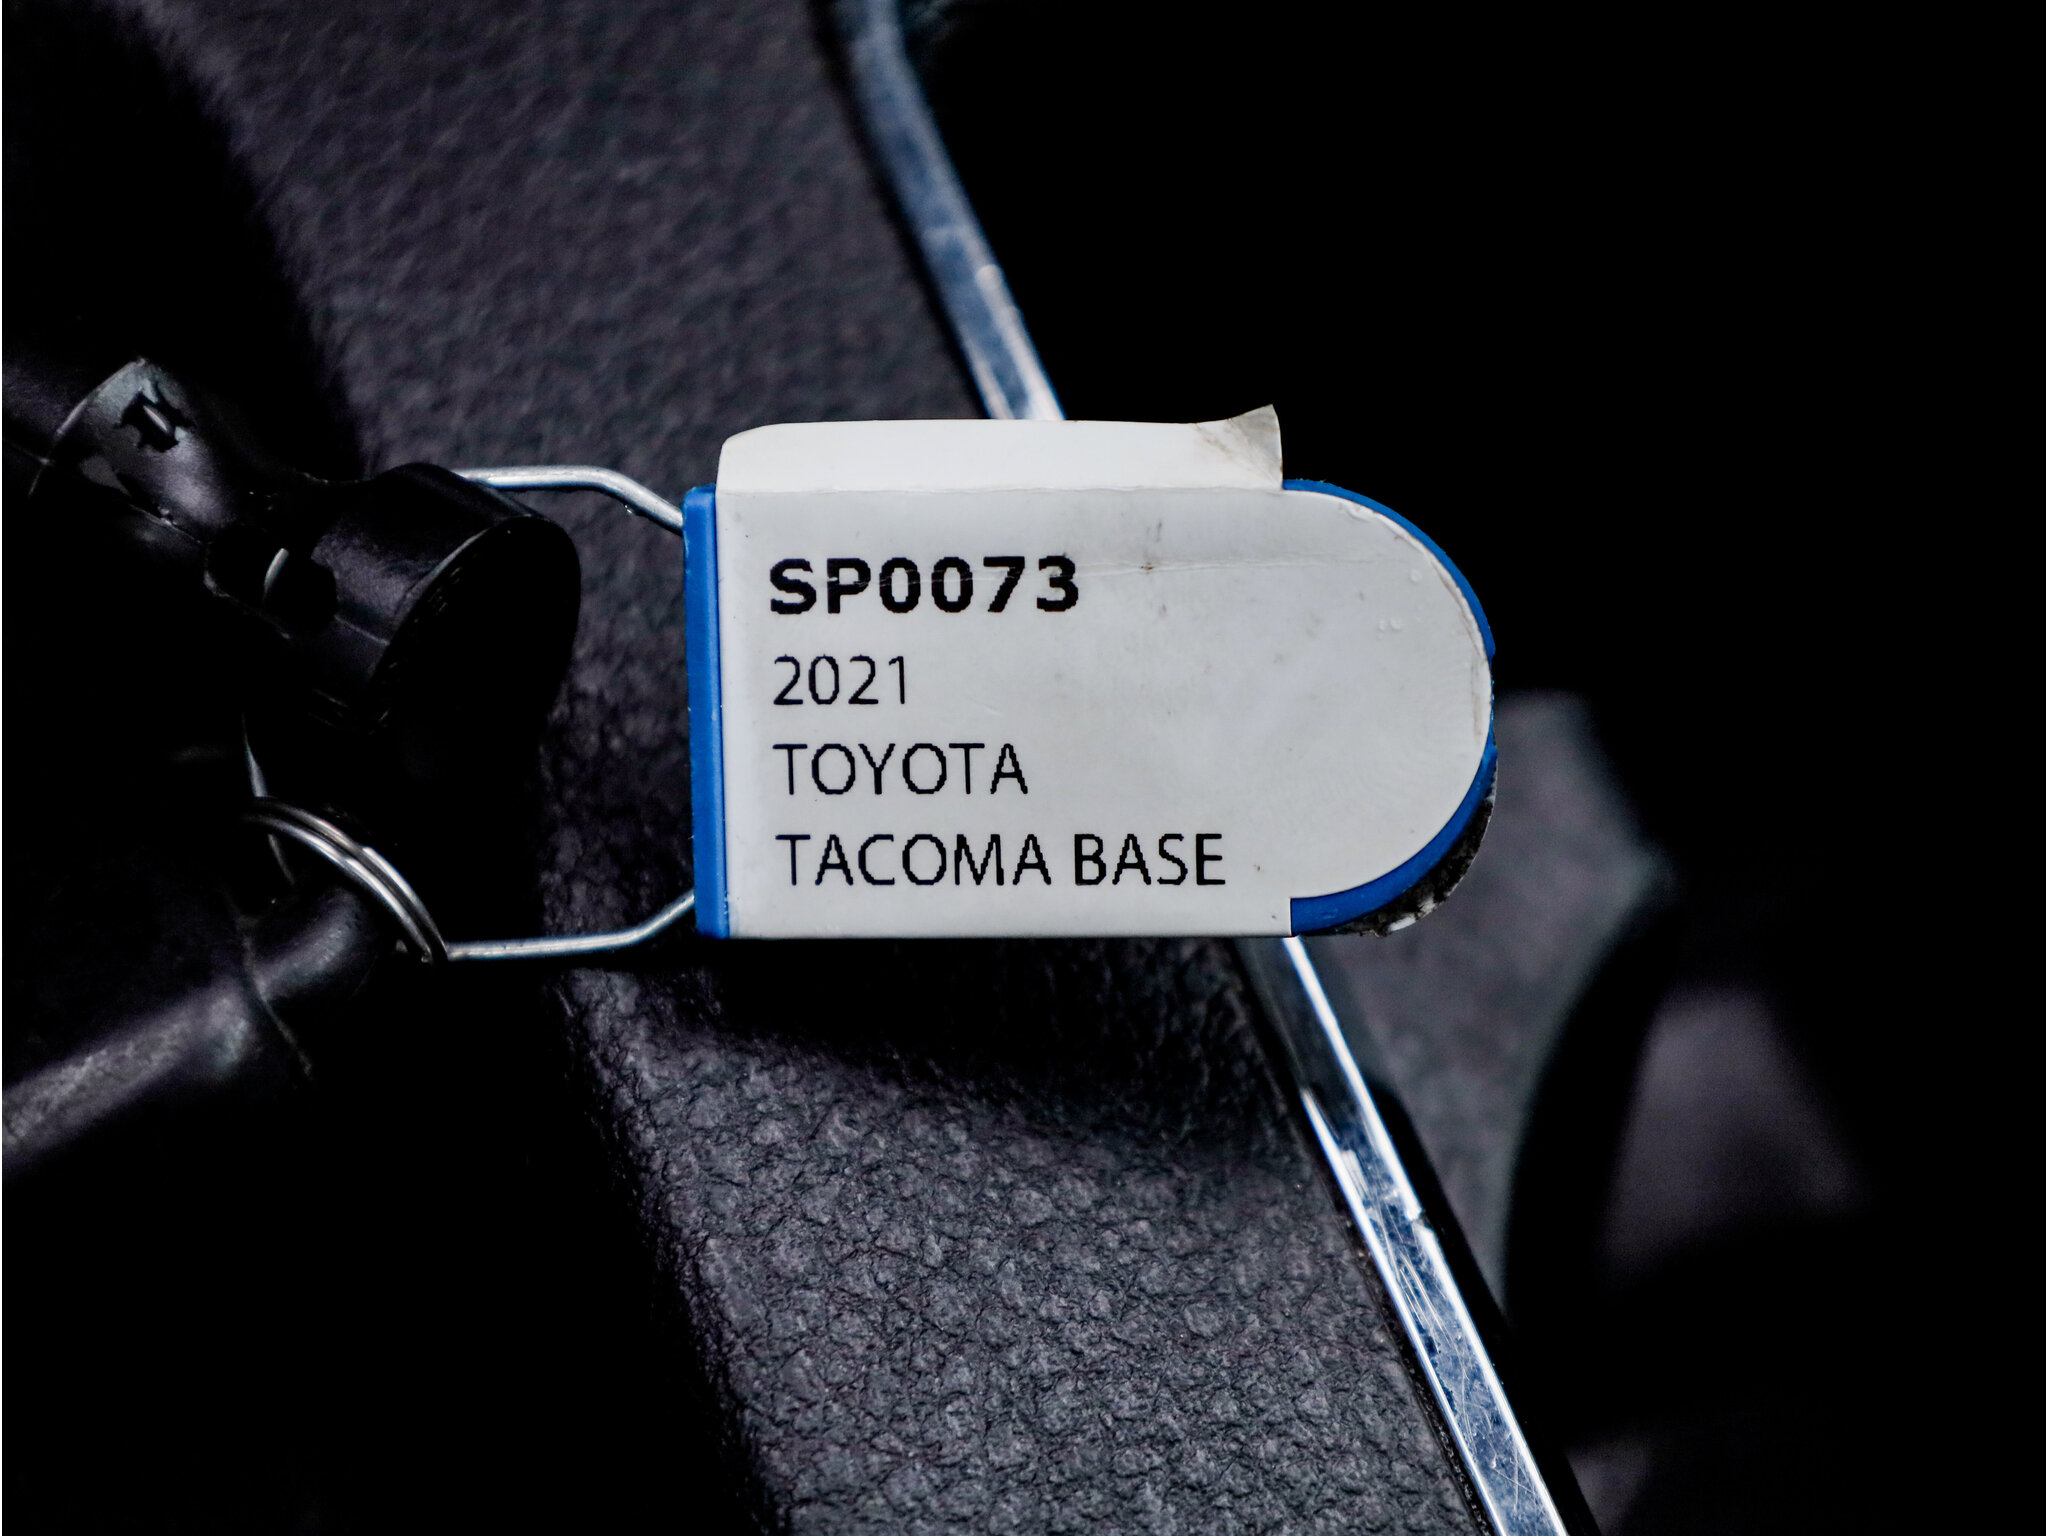 SP0073
2021
TOYOTA
TACOMA BASE